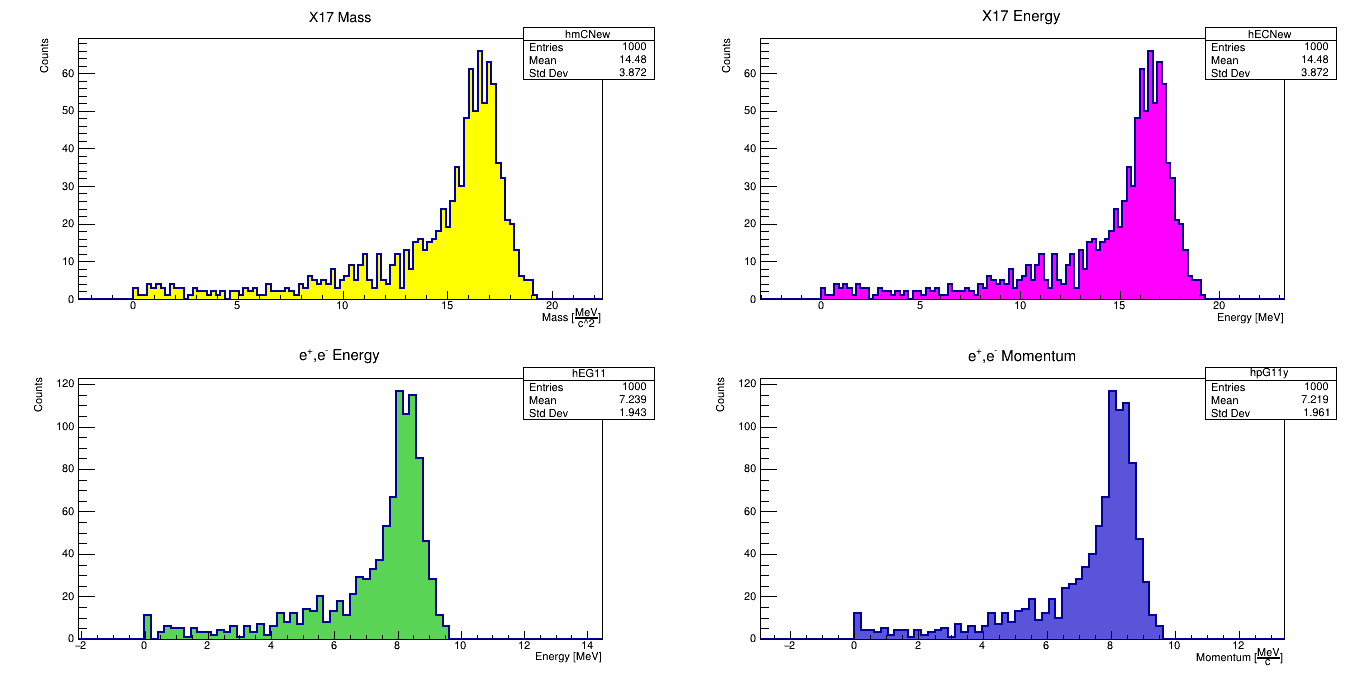 X17 Mass
Counts
hmCNew
Entries 1000
Mean 14.48
Std Dev 3.872
60
50
40
30
20
10
0
0 5 10 15 20
Mass [MeV/c^2]
X17 Energy
Counts
hECNew
Entries 1000
Mean 14.48
Std Dev 3.872
60
50
40
30
20
10
0
0 5 10 15 20
Energy [MeV]
e+,e- Energy
Counts
hEG11
Entries 1000
Mean 7.239
Std Dev 1.943
120
100
80
60
40
20
0
−2 0 2 4 6 8 10 12 14
Energy [MeV]
e+,e- Momentum
Counts
hpG11y
Entries 1000
Mean 7.219
Std Dev 1.961
120
100
80
60
40
20
0
−2 0 2 4 6 8 10 12
Momentum [MeV/c]